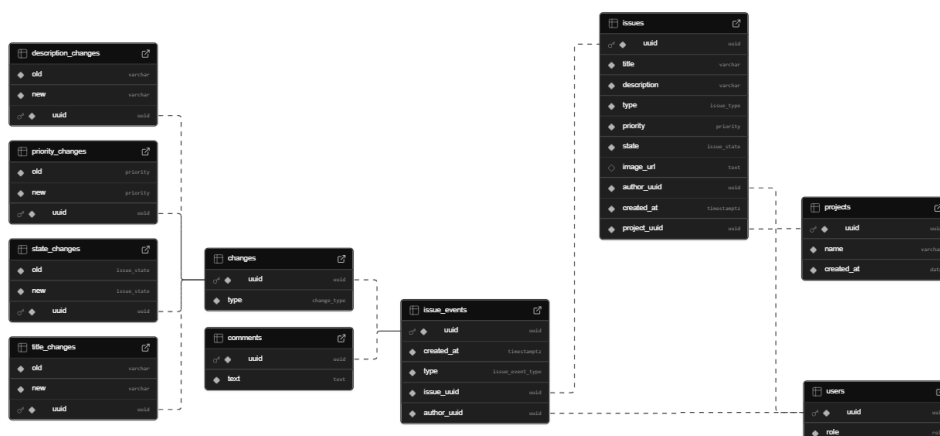 description_changes
old varchar
new varchar
uuid uuid
priority_changes
old priority
new priority
uuid uuid
state_changes
old issue_state
new issue_state
uuid uuid
title_changes
old varchar
new varchar
uuid uuid
changes
uuid uuid
type change_type
comments
uuid uuid
text text
issue_events
uuid uuid
created_at timestamptz
type issue_event_type
issue_uuid uuid
author_uuid uuid
issues
uuid uuid
title varchar
description varchar
type issue_type
priority priority
state issue_state
image_url text
author_uuid uuid
created_at timestamptz
project_uuid uuid
projects
uuid
name
created_at
users
uuid
role